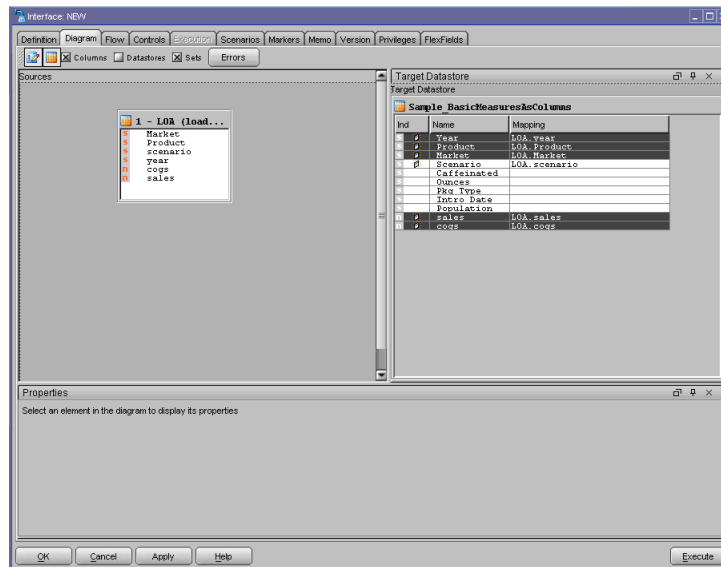 Interface: NEW
Definition Diagram Flow Controls Execution Scenarios Markers Memo Version Privileges FlexFields
Columns Datastores Sets Errors
Sources
1 - LOA (load...
Market
Product
scenario
year
cogs
sales
Target Datastore
Target Datastore
Sample_BasicMeasuresAsColumns
Ind Name Mapping
Year LOA.year
Product LOA.Product
Market LOA.Market
Scenario LOA.scenario
Caffeinated
Ounces
Pkg Type
Intro Date
Population
sales LOA.sales
cogs LOA.cogs
Properties
Select an element in the diagram to display its properties
OK Cancel Apply Help Execute